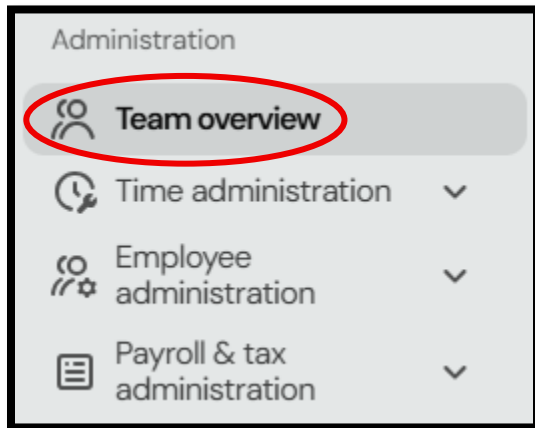 Administration
Team overview
Time administration
Employee
administration
Payroll & tax
administration